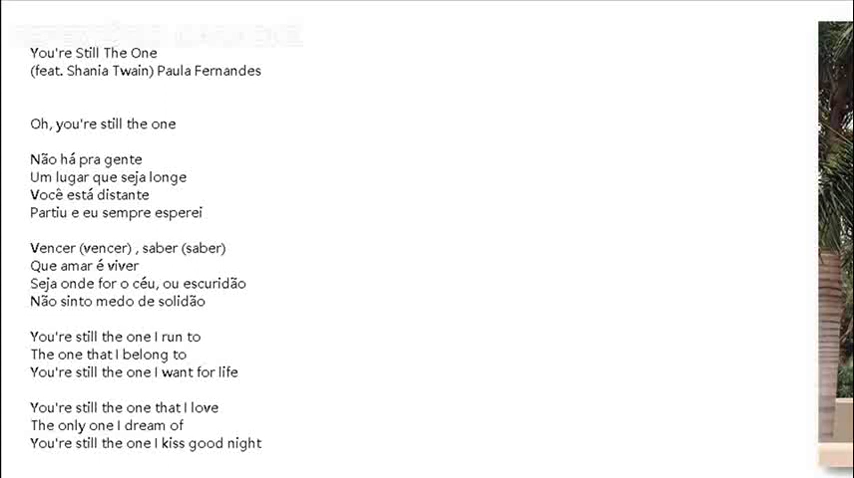 You're Still The One
(feat. Shania Twain) Paula Fernandes
Oh, you're still the one
Não há pra gente
Um lugar que seja longe
Você está distante
Partiu e eu sempre esperei
Vencer (vencer) , saber (saber)
Que amar é viver
Seja onde for o céu, ou escuridão
Não sinto medo de solidão
You're still the one I run to
The one that I belong to
You're still the one I want for life
You're still the one that I love
The only one I dream of
You're still the one I kiss good night